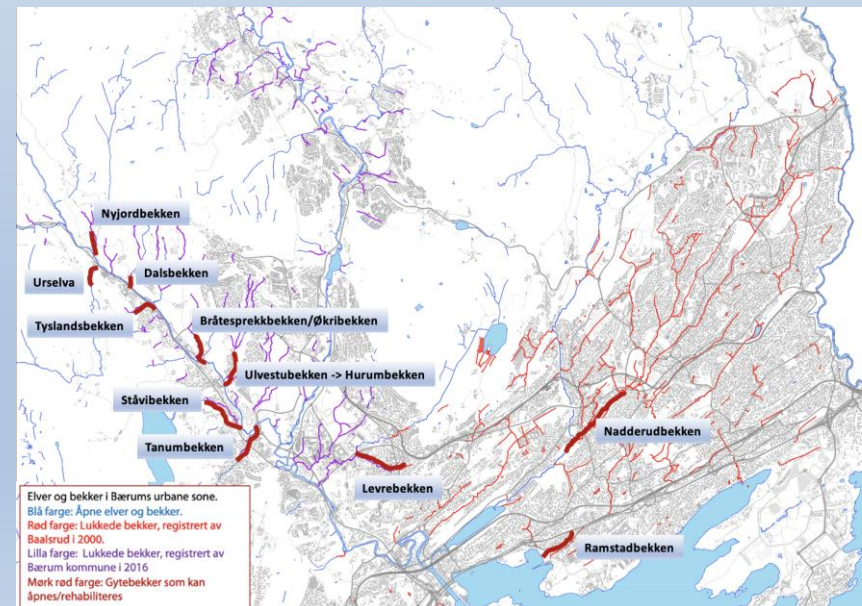 Nyjordbekken
Urselva
Dalsbekken
Tyslandsbekken
Bråtesprekkbekken/Økribekken
Ulvestubekken -> Hurumbekken
Ståvibekken
Tanumbekken
Levrebekken
Nadderudbekken
Ramstadbekken
Elver og bekker i Bærums urbane sone.
Blå farge: Åpne elver og bekker.
Rød farge: Lukkede bekker, registrert av
Baalsrud i 2000.
Lilla farge: Lukkede bekker, registrert av
Bærum kommune i 2016
Mørk rød farge: Gytebekker som kan
åpnes/rehabiliteres